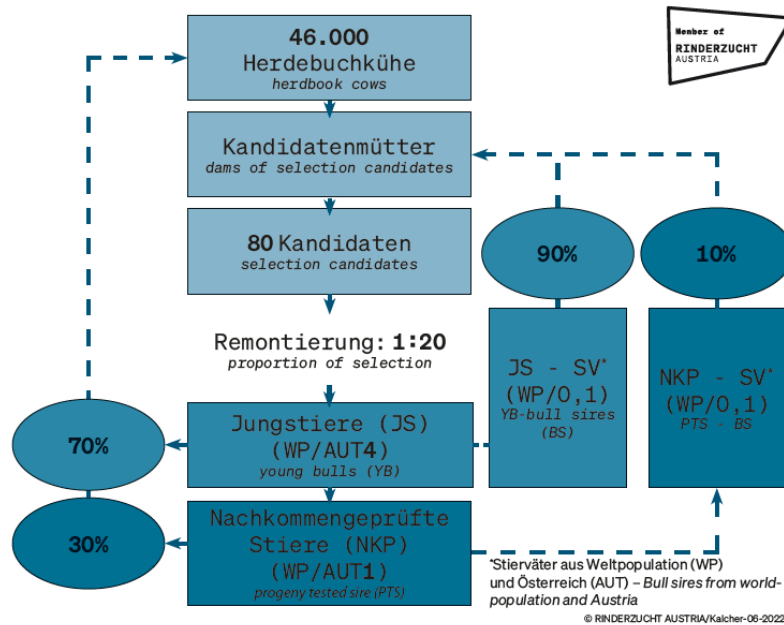 Member of
RINDERZUCHT
AUSTRIA
46.000
Herdebuchkühe
herdbook cows
Kandidatenmütter
dams of selection candidates
80 Kandidaten
selection candidates
90%
10%
Remontierung: 1:20
proportion of selection
JS - SV*
(WP/0,1)
YB-bull sires
(BS)
NKP - SV*
(WP/0,1)
PTS - BS
Jungstiere (JS)
(WP/AUT4)
young bulls (YB)
70%
Nachkommengeprüfte
Stiere (NKP)
(WP/AUT1)
progeny tested sire (PTS)
30%
*Stierväter aus Weltpopulation (WP)
und Österreich (AUT) – Bull sires from world-
population and Austria
© RINDERZUCHT AUSTRIA/Kalcher-06-2022